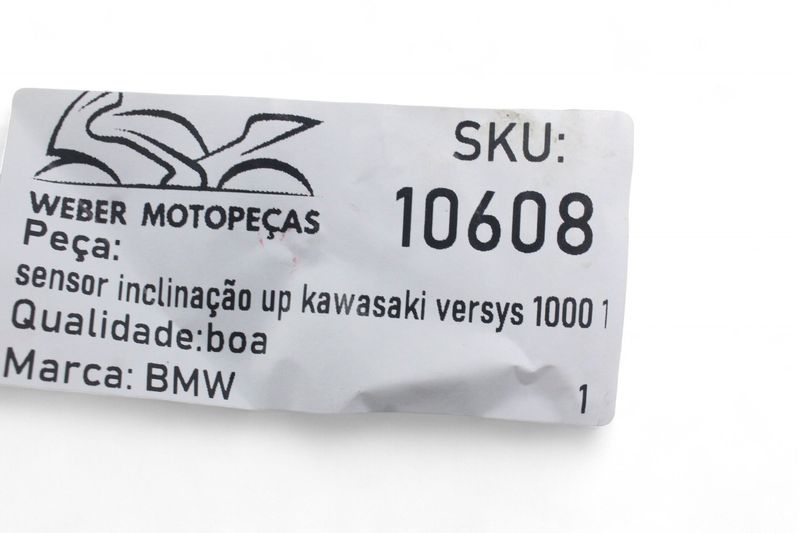 WEBER MOTOPEÇAS
SKU:
10608
Peça:
sensor inclinação up kawasaki versys 1000 1
Qualidade:boa
Marca: BMW
1